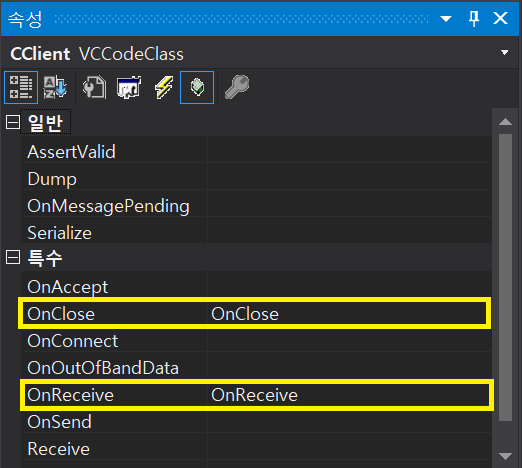 속성
CClient VCCodeClass
일반
AssertValid
Dump
OnMessagePending
Serialize
특수
OnAccept
OnClose OnClose
OnConnect
OnOutOfBandData
OnReceive OnReceive
OnSend
Receive